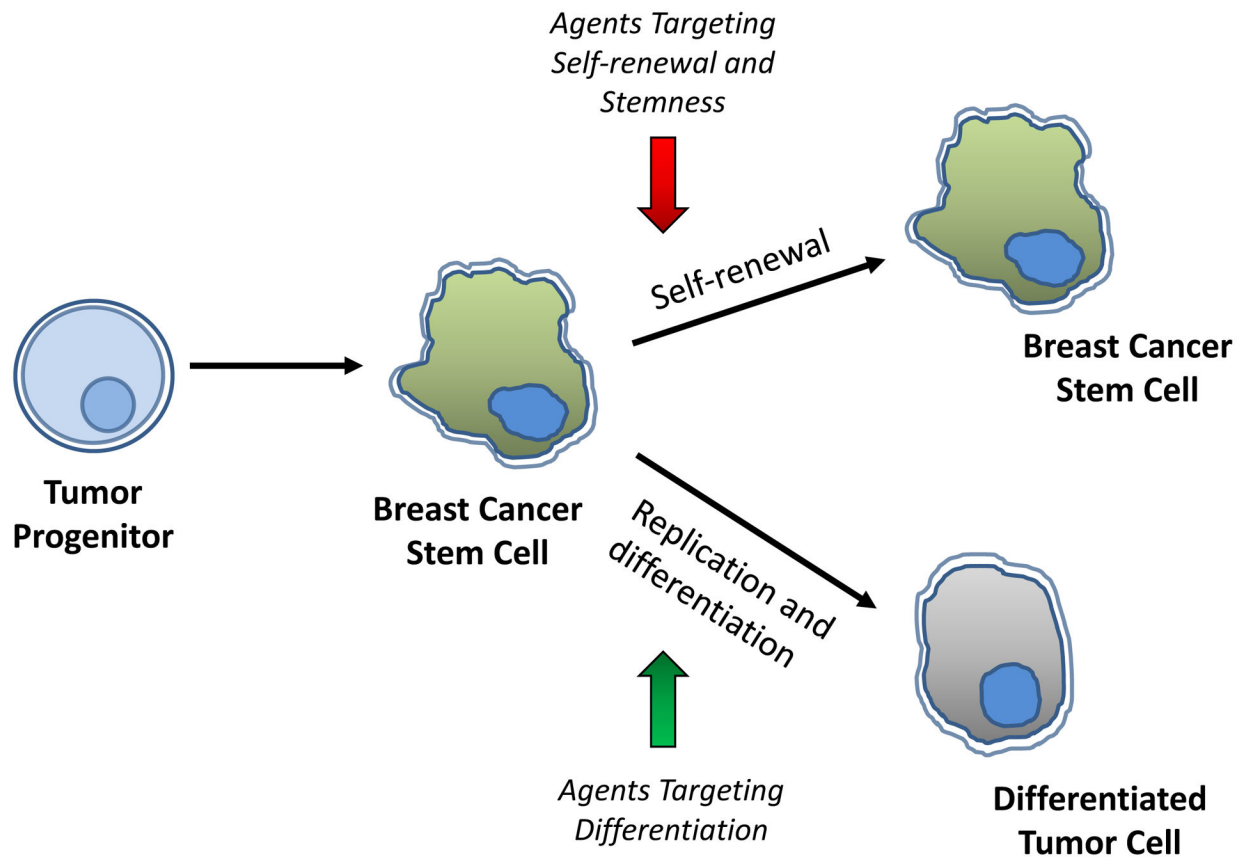 Agents Targeting
Self-renewal and
Stemness
Self-renewal
Breast Cancer
Stem Cell
Tumor
Progenitor
Breast Cancer
Stem Cell
Replication and
differentiation
Agents Targeting
Differentiation
Differentiated
Tumor Cell